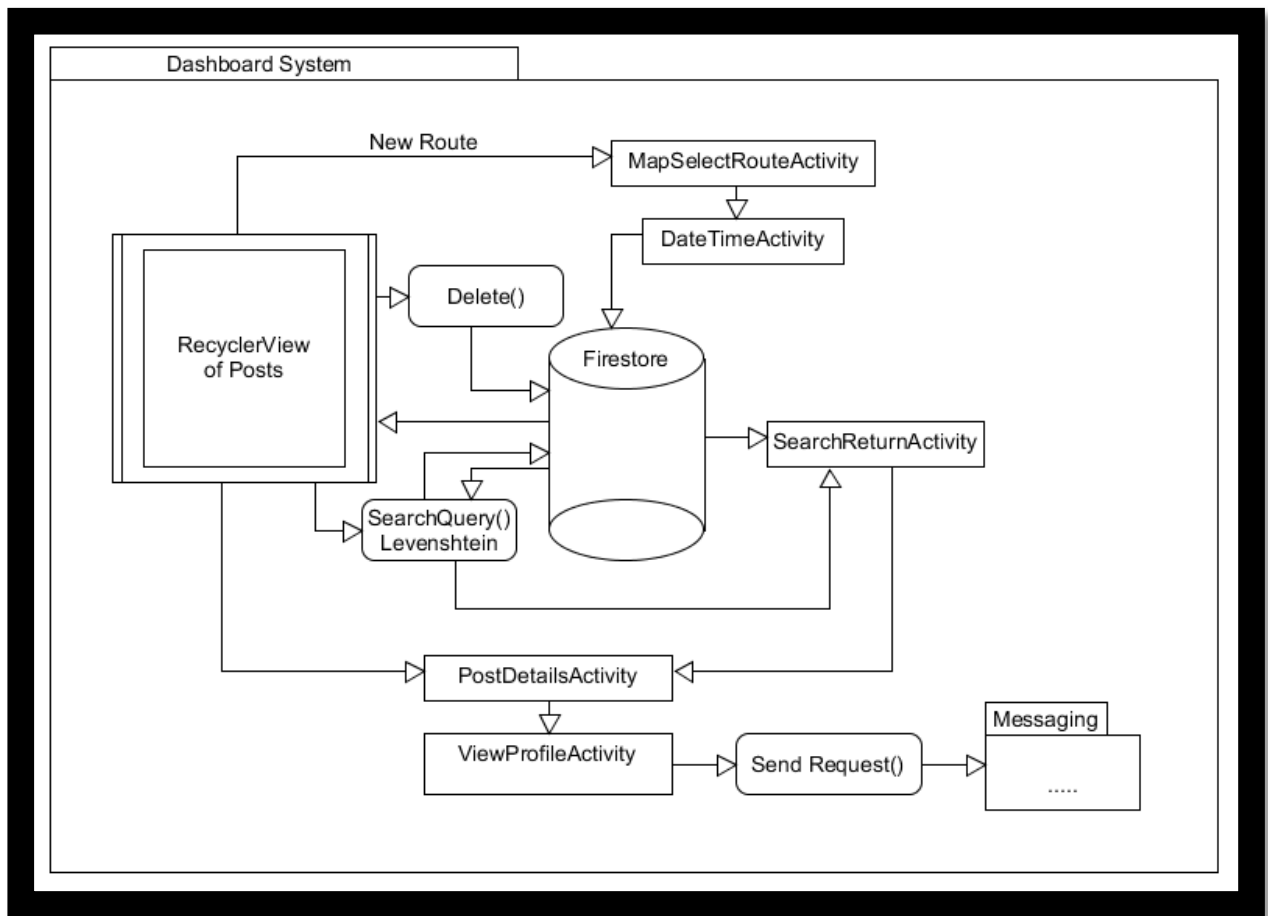 Dashboard System
New Route
MapSelectRouteActivity
DateTimeActivity
Delete()
RecyclerView
of Posts
Firestore
SearchReturnActivity
SearchQuery()
Levenshtein
PostDetailsActivity
ViewProfileActivity
Send Request()
Messaging
.....